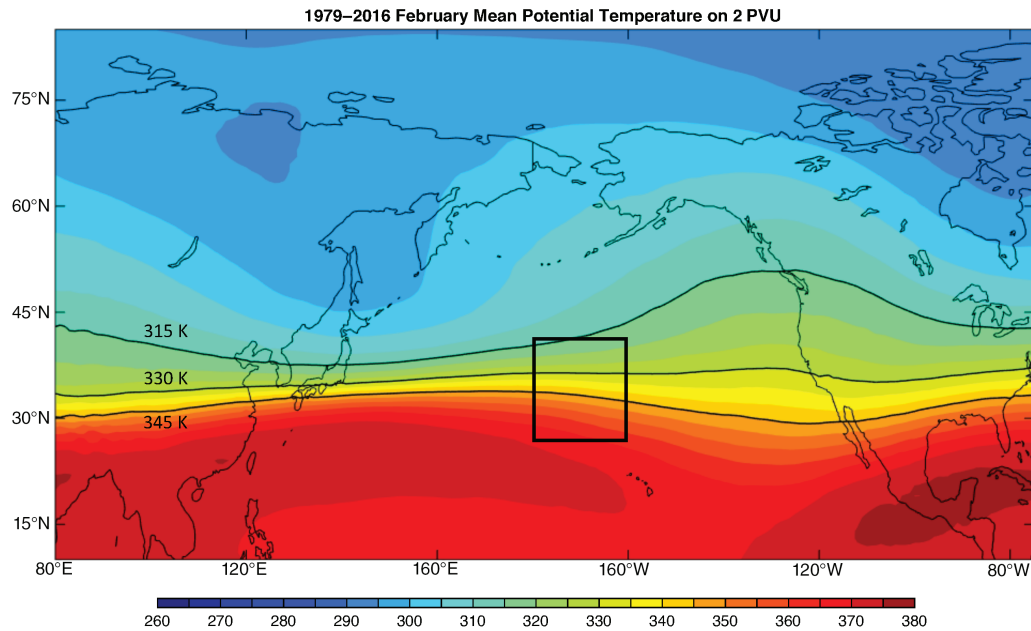 1979–2016 February Mean Potential Temperature on 2 PVU
75°N
60°N
45°N
30°N
15°N
315 K
330 K
345 K
80°E 120°E 160°E 160°W 120°W 80°W
260 270 280 290 300 310 320 330 340 350 360 370 380